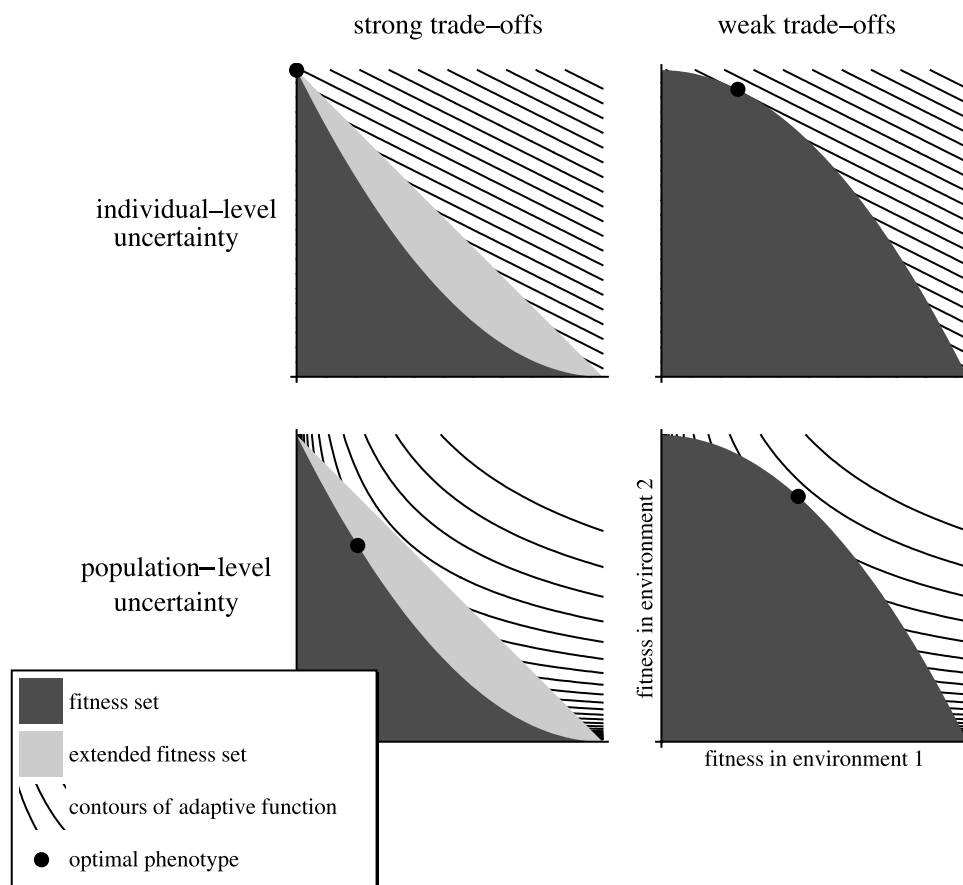 strong trade–offs
weak trade–offs
individual–level
uncertainty
population–level
uncertainty
fitness in environment 2
fitness in environment 1
fitness set
extended fitness set
contours of adaptive function
optimal phenotype